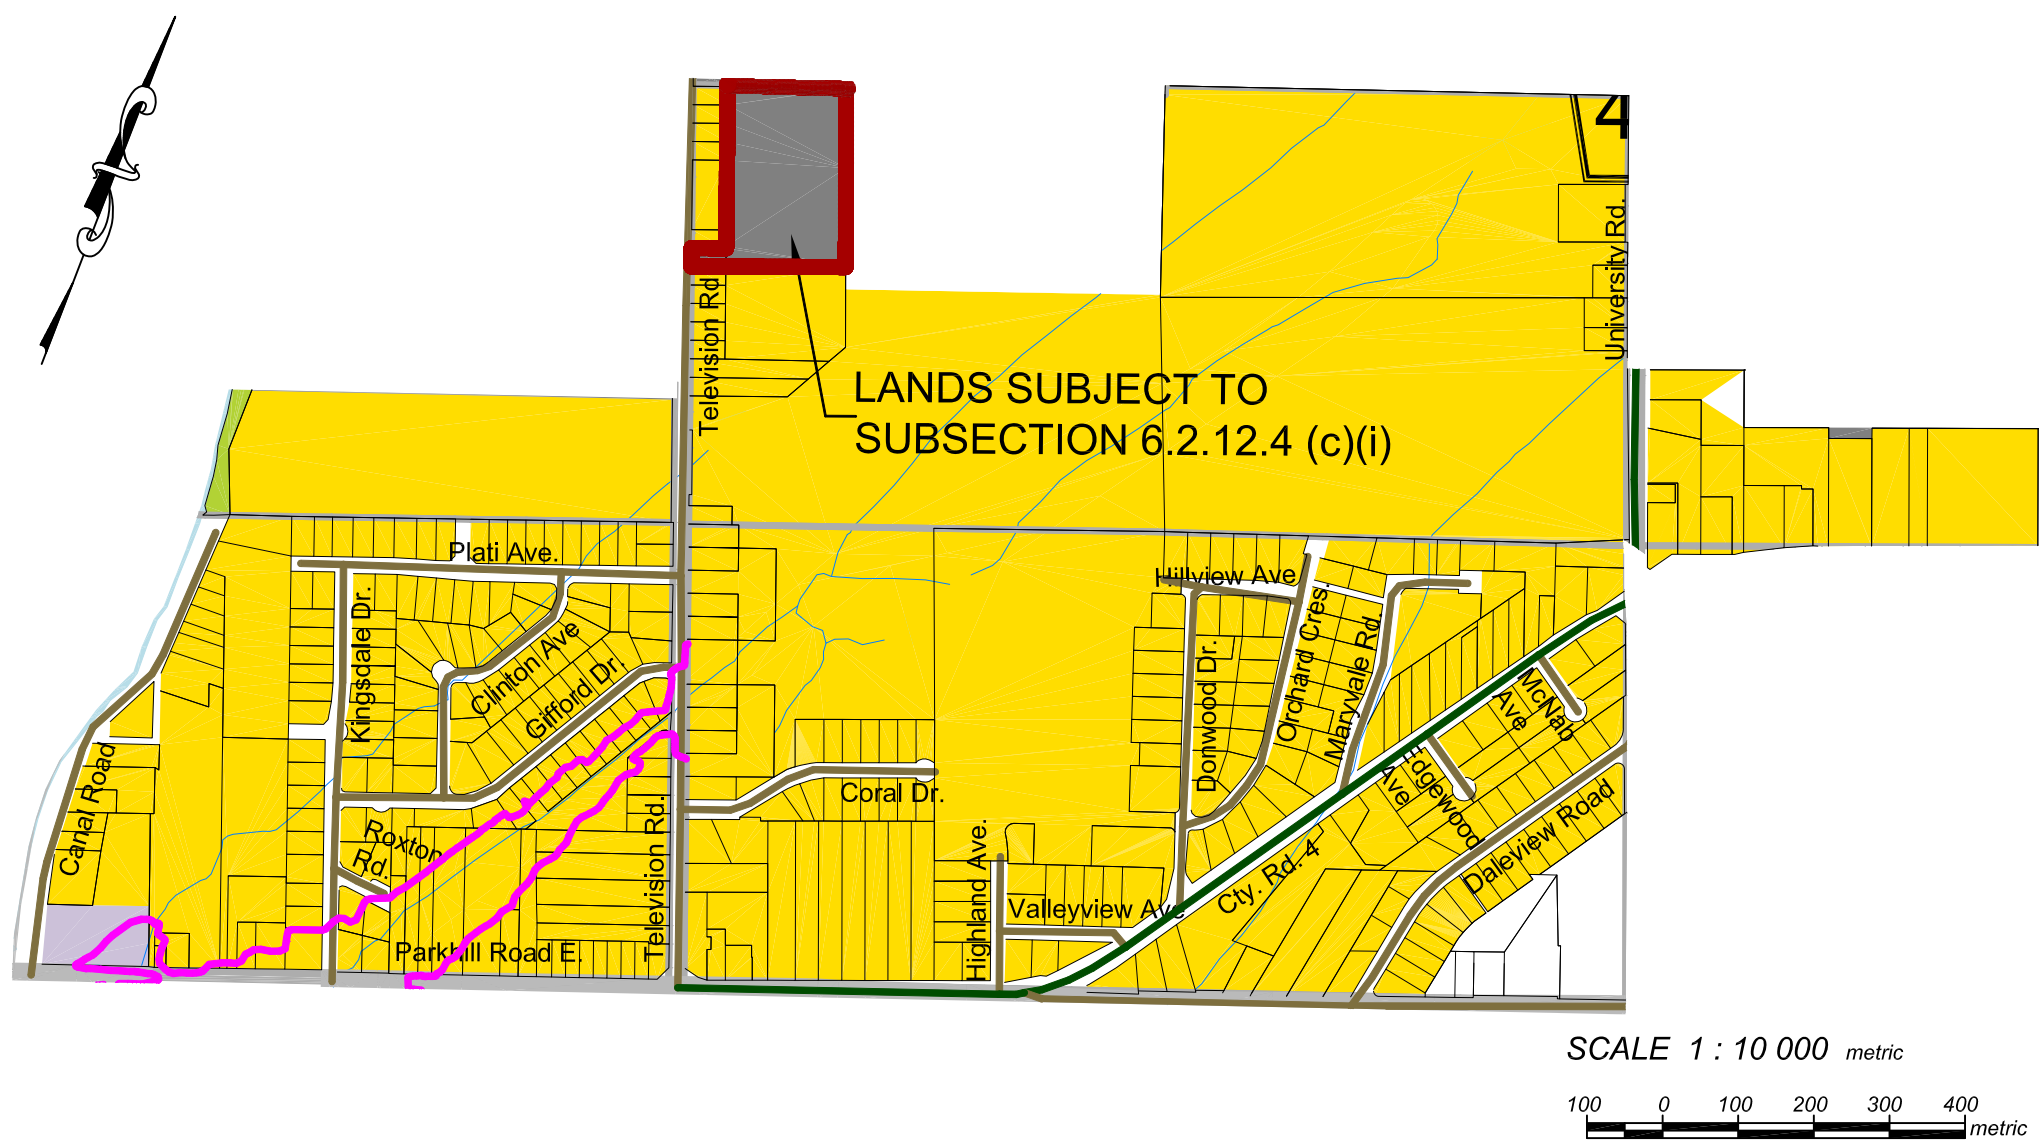 4
University Rd.
Television Rd
LANDS SUBJECT TO
SUBSECTION 6.2.12.4 (c)(i)
Plati Ave.
Hillview Ave
Kingsdale Dr.
Clinton Ave
Gifford Dr.
Orchard Cres.
Donwood Dr.
Maryvale Rd.
McNab
Ave
Edgewood
Ave
Canal Road
Coral Dr.
Daleview Road
Roxton
Rd.
Television Rd.
Highland Ave.
Cty. Rd. 4
Valleyview Ave
Parkhill Road E.
SCALE 1 : 10 000 metric
100 0 100 200 300 400
metric